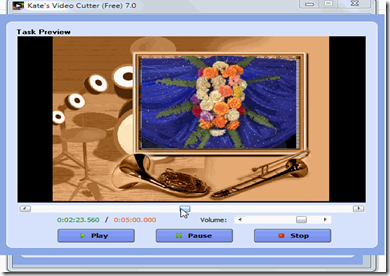 Kate's Video Cutter (Free) 7.0
Task Preview
0:02:23.560 / 0:05:00.000 Volume:
Play Pause Stop